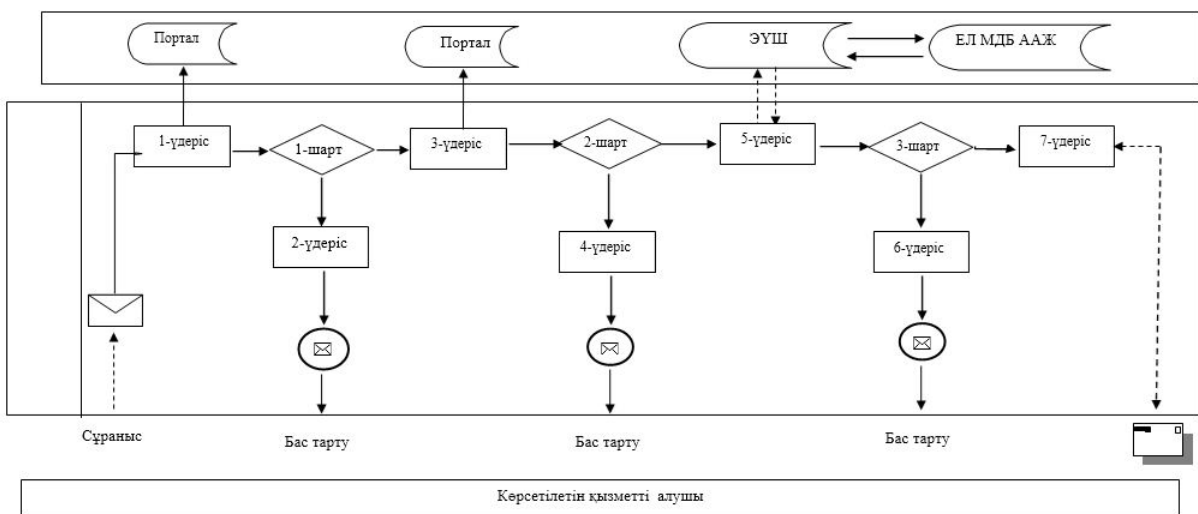 Портал
Портал
ЭҮШ
ЕЛ МДБ ААЖ
1-үдеріс
1-шарт
3-үдеріс
2-шарт
5-үдеріс
3-шарт
7-үдеріс
2-үдеріс
4-үдеріс
6-үдеріс
Сұраныс
Бас тарту
Бас тарту
Бас тарту
Көрсетілетін қызметті алушы